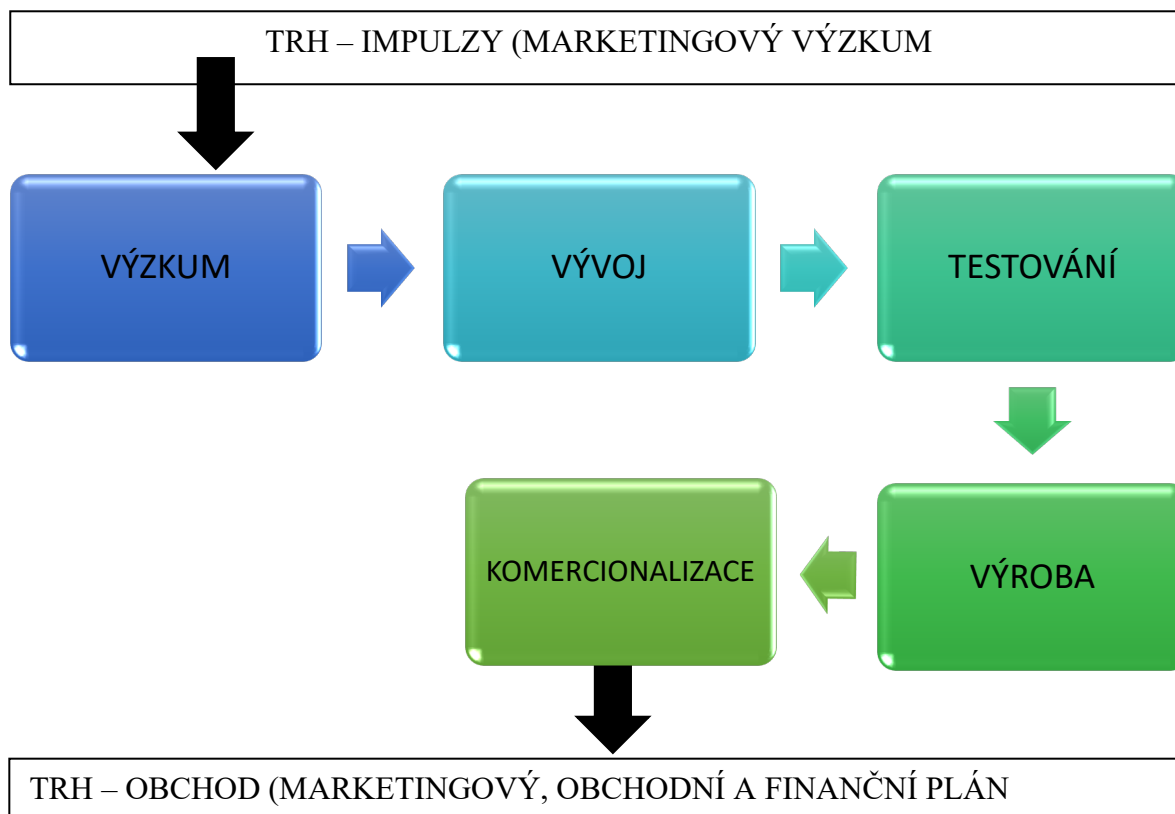 TRH – IMPULZY (MARKETINGOVÝ VÝZKUM
VÝZKUM
VÝVOJ
TESTOVÁNÍ
KOMERCIONALIZACE
VÝROBA
TRH – OBCHOD (MARKETINGOVÝ, OBCHODNÍ A FINANČNÍ PLÁN